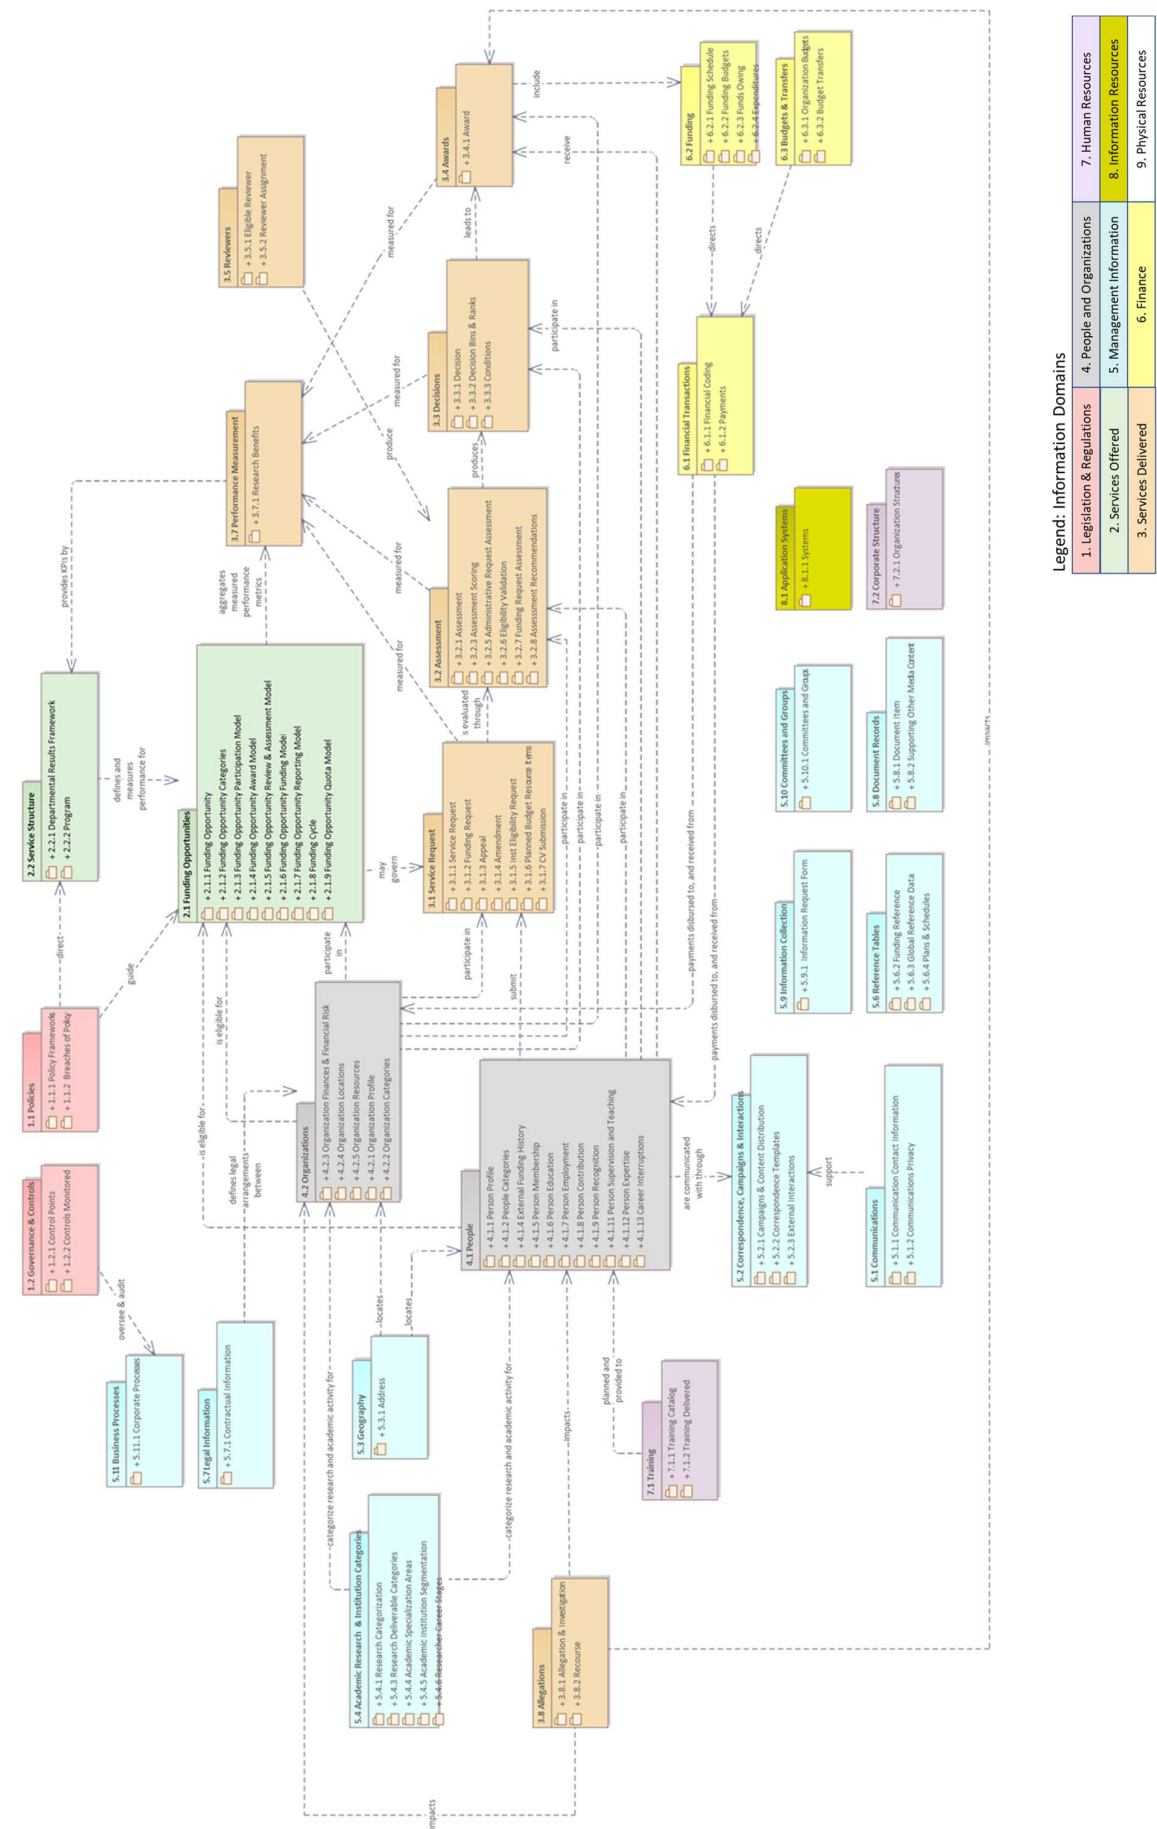 1.2 Governance & Controls
+ 1.2.1 Control Points
+ 1.2.2 Controls Monitored
1.1 Policies
+ 1.1.1 Policy Frameworks
+ 1.1.2 Breaches of Policy
direct
guide
2.2 Service Structure
+ 2.2.1 Departmental Results Framework
+ 2.2.2 Program
provides KPIs by
defines and
measures
performance for
oversee & audit
5.11 Business Processes
+ 5.11.1 Corporate Processes
5.7 Legal Information
+ 5.7.1 Contractual Information
defines legal
arrangements
between
is eligible for
is eligible for
2.1 Funding Opportunities
+ 2.1.1 Funding Opportunity
+ 2.1.2 Funding Opportunity Categories
+ 2.1.3 Funding Opportunity Participation Model
+ 2.1.4 Funding Opportunity Award Model
+ 2.1.5 Funding Opportunity Review & Assessment Model
+ 2.1.6 Funding Opportunity Funding Model
+ 2.1.7 Funding Opportunity Reporting Model
+ 2.1.8 Funding Cycle
+ 2.1.9 Funding Opportunity Quota Model
aggregates
measured
performance
metrics
3.7 Performance Measurement
+ 3.7.1 Research Benefits
3.5 Reviewers
+ 3.5.1 Eligible Reviewer
+ 3.5.2 Reviewer Assignment
4.2 Organizations
+ 4.2.3 Organization Finances & Financial Risk
+ 4.2.4 Organization Locations
+ 4.2.5 Organization Resources
+ 4.2.1 Organization Profile
+ 4.2.2 Organization Categories
participate
in
may
govern
categorize research and academic activity for
5.3 Geography
+ 5.3.1 Address
locates
locates
5.4 Academic Research & Institution Categories
+ 5.4.1 Research Categorization
+ 5.4.3 Research Deliverable Categories
+ 5.4.4 Academic Specialization Areas
+ 5.4.5 Academic Institution Segmentation
+ 5.4.6 Researcher Career Stages
impacts
measured for
measured for
measured for
measured for
produce
3.1 Service Request
+ 3.1.1 Service Request
+ 3.1.2 Funding Request
+ 3.1.3 Appeal
+ 3.1.4 Amendment
+ 3.1.5 Inst Eligibility Request
+ 3.1.6 Planned Budget Resource Items
+ 3.1.7 CV Submission
is evaluated
through
3.2 Assessment
+ 3.2.1 Assessment
+ 3.2.3 Assessment Scoring
+ 3.2.5 Administrative Request Assessment
+ 3.2.6 Eligibility Validation
+ 3.2.7 Funding Request Assessment
+ 3.2.8 Assessment Recommendations
produces
3.3 Decisions
+ 3.3.1 Decision
+ 3.3.2 Decision Bins & Ranks
+ 3.3.3 Conditions
leads to
3.4 Awards
+ 3.4.1 Award
include
receive
participate in
submit
participate in
participate in
participate in
participate in
participate in
categorize research and academic activity for
4.1 People
+ 4.1.1 Person Profile
+ 4.1.2 People Categories
+ 4.1.4 External Funding History
+ 4.1.5 Person Membership
+ 4.1.6 Person Education
+ 4.1.7 Person Employment
+ 4.1.8 Person Contribution
+ 4.1.9 Person Recognition
+ 4.1.11 Person Supervision and Teaching
+ 4.1.12 Person Expertise
+ 4.1.13 Career Interruptions
3.8 Allegations
+ 3.8.1 Allegation & Investigation
+ 3.8.2 Recourse
impacts
planned and
provided to
7.1 Training
+ 7.1.1 Training Catalog
+ 7.1.2 Training Delivered
payments disbursed to, and received from
payments disbursed to, and received from
6.1 Financial Transactions
+ 6.1.1 Financial Coding
+ 6.1.2 Payments
directs
directs
6.2 Funding
+ 6.2.1 Funding Schedule
+ 6.2.2 Funding Budgets
+ 6.2.3 Funds Owing
+ 6.2.4 Expenditures
6.3 Budgets & Transfers
+ 6.3.1 Organization Budgets
+ 6.3.2 Budget Transfers
are communicated
with through
5.2 Correspondence, Campaigns & Interactions
+ 5.2.1 Campaigns & Content Distribution
+ 5.2.2 Correspondence Templates
+ 5.2.3 External Interactions
support
5.1 Communications
+ 5.1.1 Communication Contact Information
+ 5.1.2 Communications Privacy
5.9 Information Collection
+ 5.9.1 Information Request Form
5.10 Committees and Groups
+ 5.10.1 Committees and Groups
8.1 Application Systems
+ 8.1.1 Systems
5.6 Reference Tables
+ 5.6.2 Funding Reference
+ 5.6.3 Global Reference Data
+ 5.6.4 Plans & Schedules
5.8 Document Records
+ 5.8.1 Document Item
+ 5.8.2 Supporting Other Media Content
7.2 Corporate Structure
+ 7.2.1 Organization Structures
impacts
Legend: Information Domains
1. Legislation & Regulations
4. People and Organizations
7. Human Resources
2. Services Offered
5. Management Information
8. Information Resources
3. Services Delivered
6. Finance
9. Physical Resources